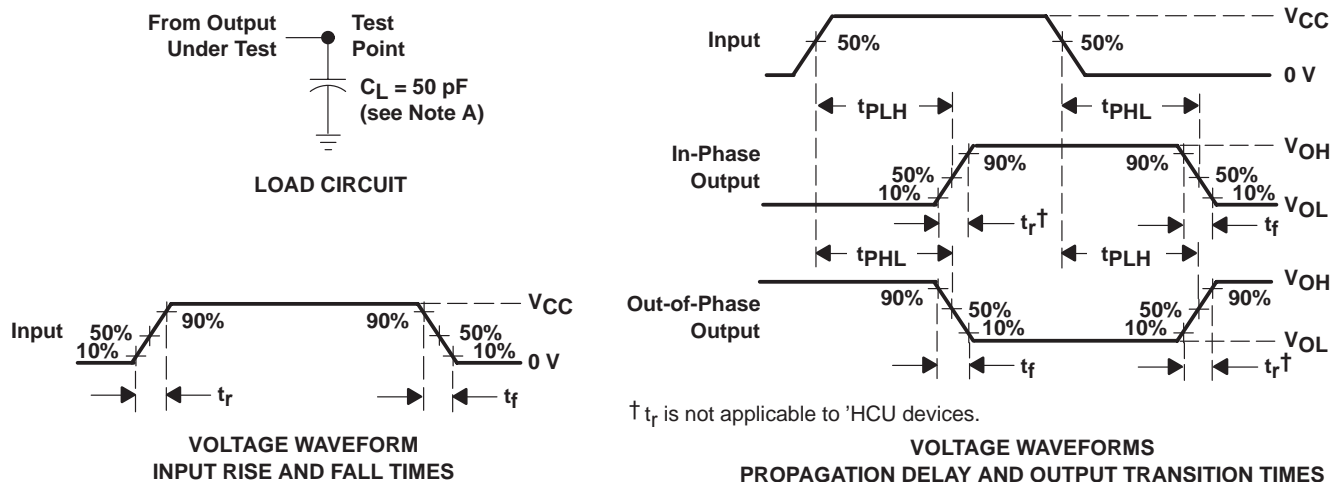 From Output
Under Test
Test
Point
CL = 50 pF
(see Note A)
LOAD CIRCUIT
Input
50%
10%
90%
90%
50%
10%
VCC
0 V
tr
tf
VOLTAGE WAVEFORM
INPUT RISE AND FALL TIMES
Input
50%
50%
VCC
0 V
tPLH
tPHL
In-Phase
Output
50%
10%
90%
90%
50%
10%
VOH
VOL
tr†
tf
tPHL
tPLH
Out-of-Phase
Output
90%
50%
10%
50%
10%
90%
VOH
VOL
tf
tr†
† tr is not applicable to ’HCU devices.
VOLTAGE WAVEFORMS
PROPAGATION DELAY AND OUTPUT TRANSITION TIMES